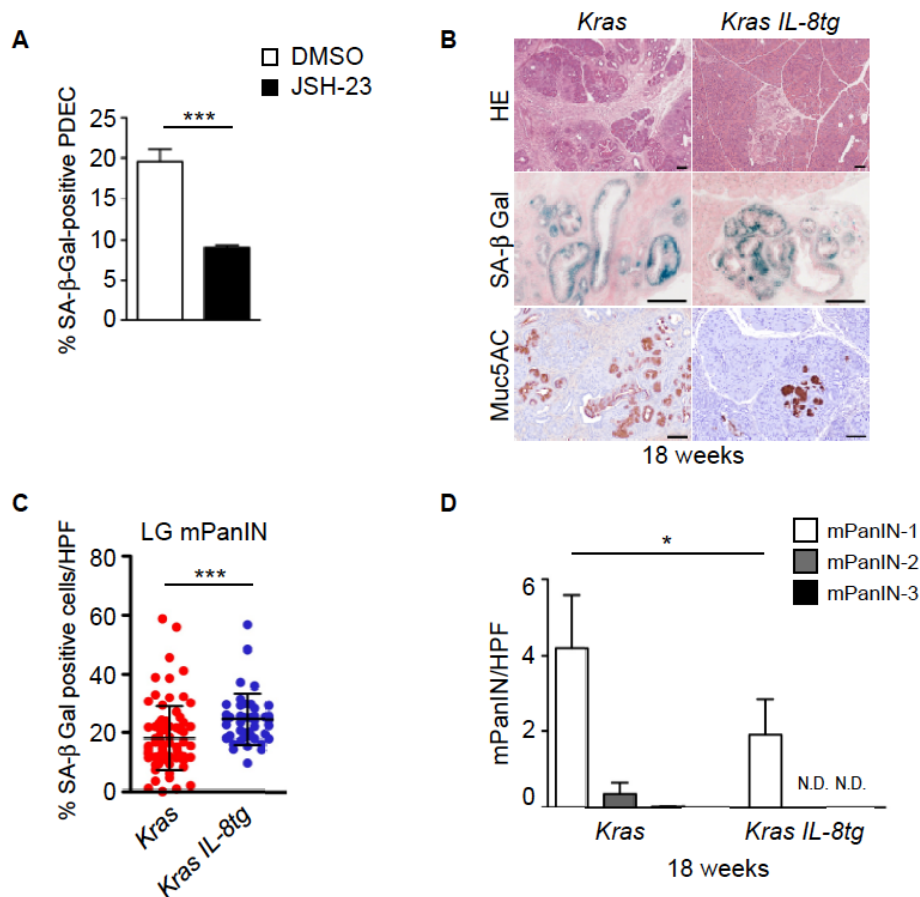 A
DMSO
JSH-23
***
% SA-β-Gal-positive PDEC
25
20
15
10
5
0
B
Kras
Kras IL-8tg
HE
SA-β Gal
Muc5AC
18 weeks
C
LG mPanIN
***
% SA-β Gal positive cells/HPF
80
60
40
20
0
Kras
Kras IL-8tg
D
mPanIN-1
mPanIN-2
mPanIN-3
*
mPanIN/HPF
6
4
2
0
N.D. N.D.
Kras
Kras IL-8tg
18 weeks